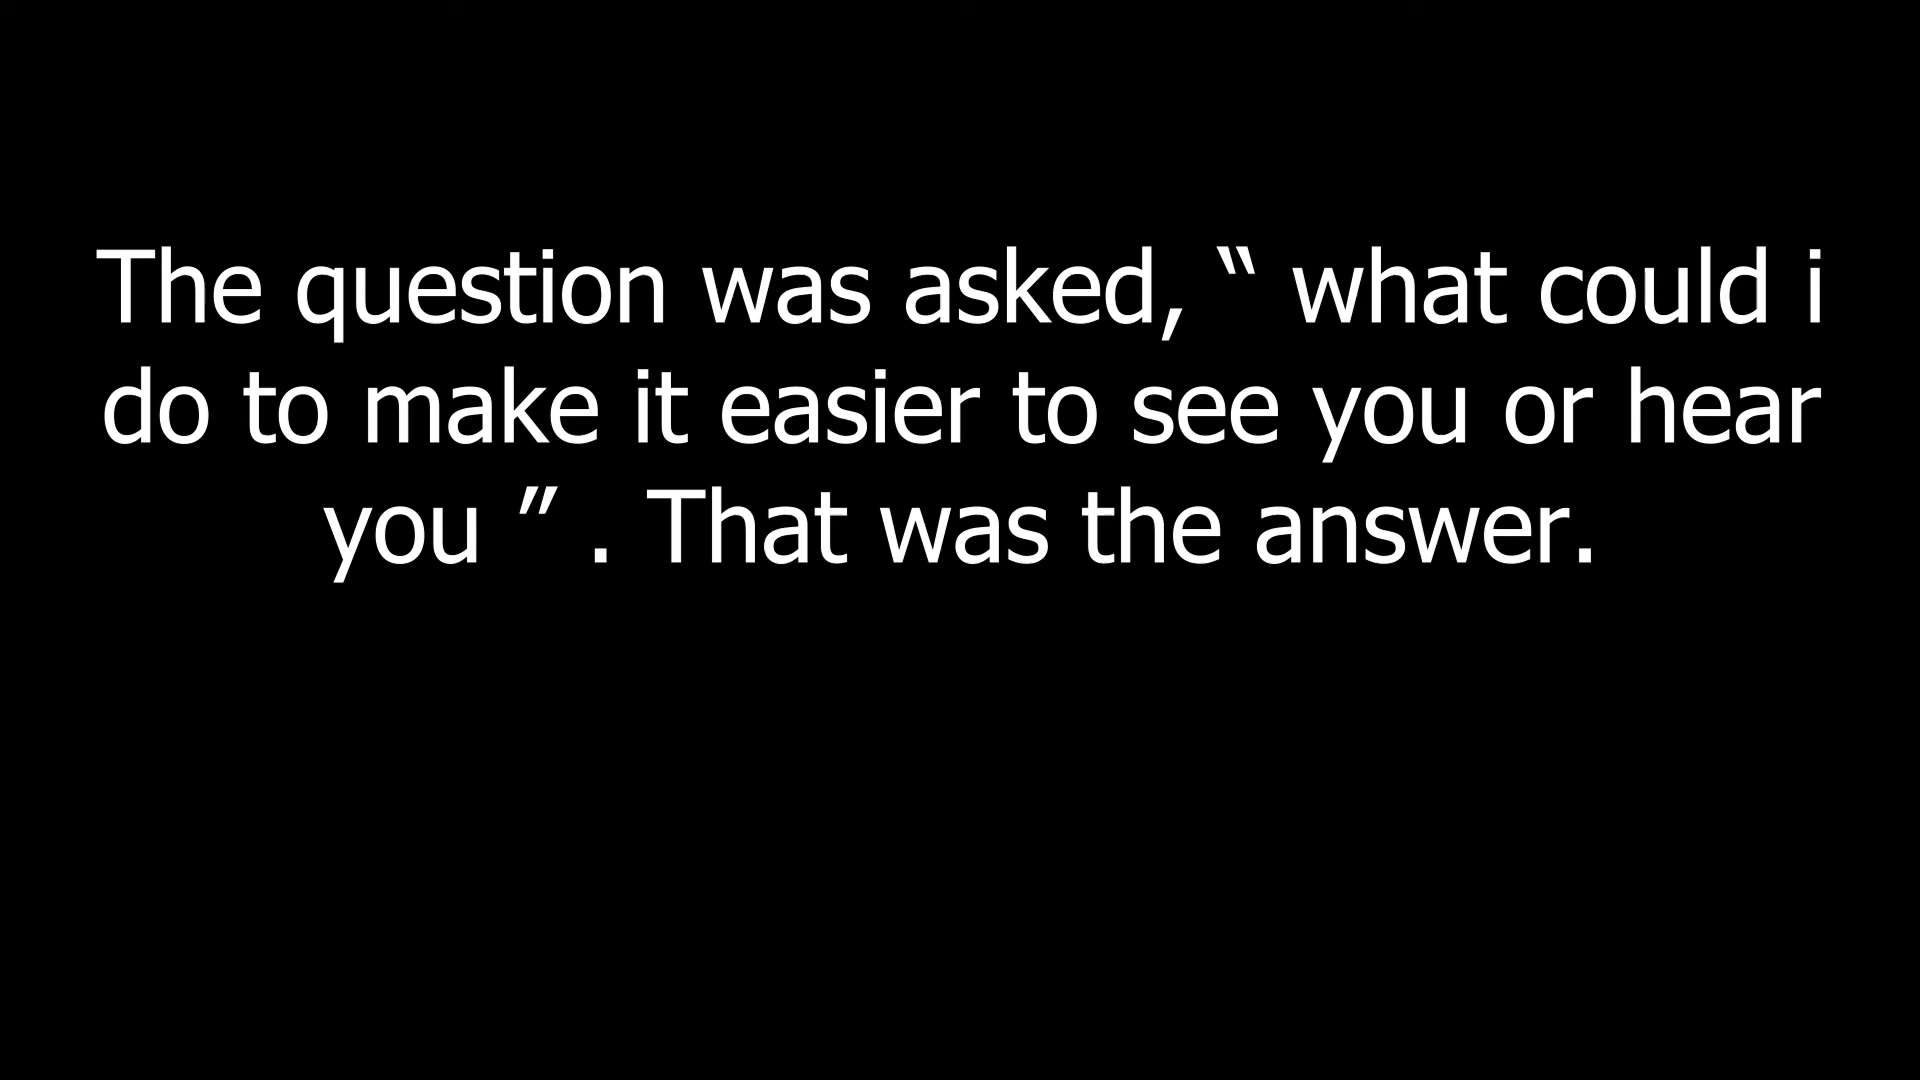 The question was asked, “ what could i
do to make it easier to see you or hear
you ” . That was the answer.